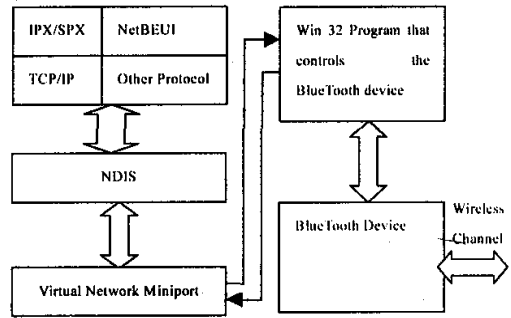 IPX/SPX NetBEUI
TCP/IP Other Protocol
NDIS
Virtual Network Miniport
Win 32 Program that
controls the
BlueTooth device
BlueTooth Device
Wireless
Channel